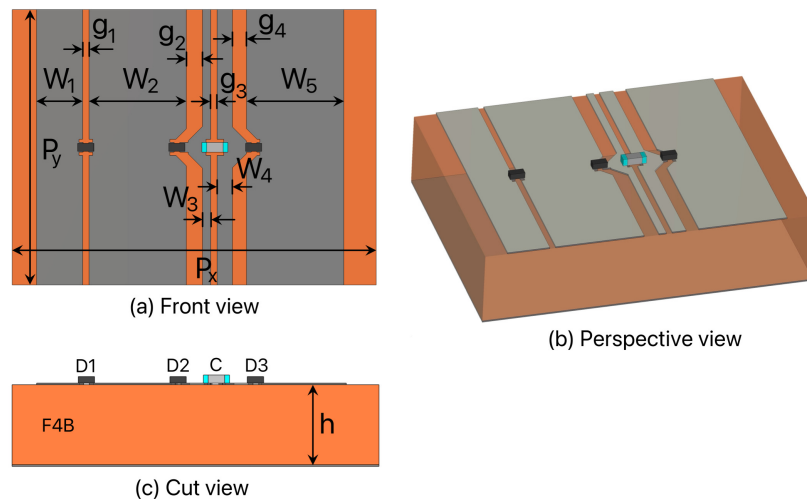 g₁
g₂
g₄
W₁
W₂
g₃
W₅
P_y
W₄
W₃
Pₓ
(a) Front view
(b) Perspective view
D1
D2
C
D3
F4B
h
(c) Cut view